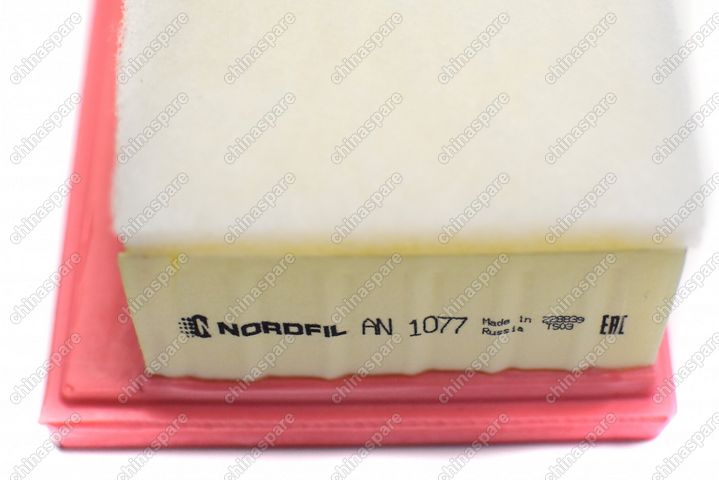 NORDFIL AN 1077 Made in Russia 228839 TS03 EAC
chinaspare